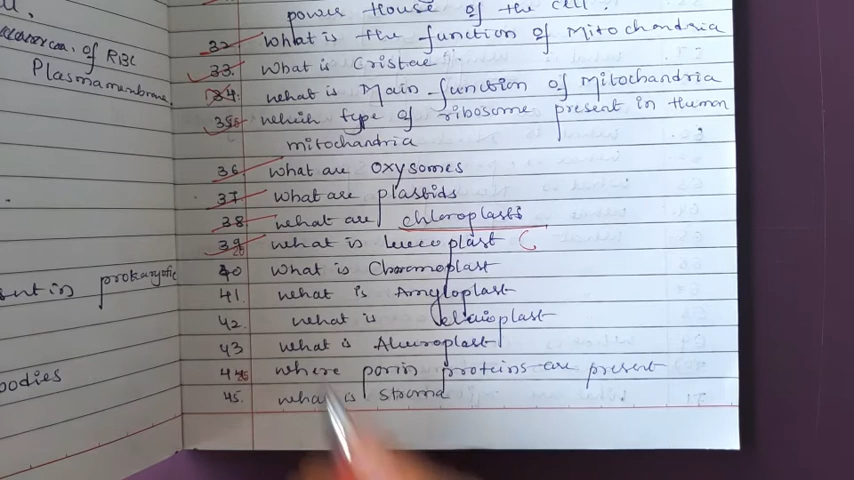 power House of the cell.
of RBC
Plasmamembrane
32 what is the function of Mitochondria
33. What is Cristae
34. what is Main function of Mitochondria
35 which type of ribosome present in Human
mitochondria
36 what are oxysomes
37 what are plastids
38 what are chloroplasts
39 what is leucoplast
40 what is Chromoplast
prokaryotic
41. what is Amyloplast
42. what is elaioplast
43 what is Aleuroplast
bodies
44 where porin proteins are present
45. what is Stroma